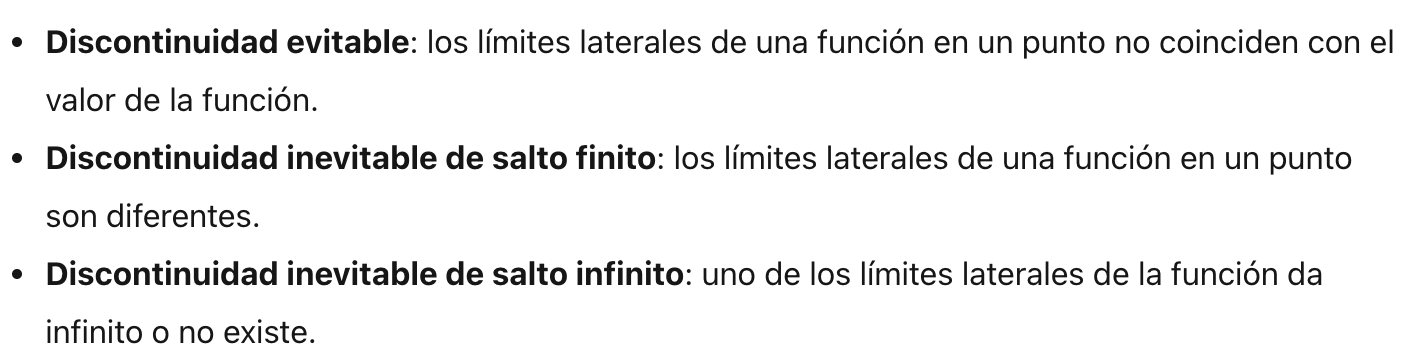 • Discontinuidad evitable: los límites laterales de una función en un punto no coinciden con el
valor de la función.
• Discontinuidad inevitable de salto finito: los límites laterales de una función en un punto
son diferentes.
• Discontinuidad inevitable de salto infinito: uno de los límites laterales de la función da
infinito o no existe.